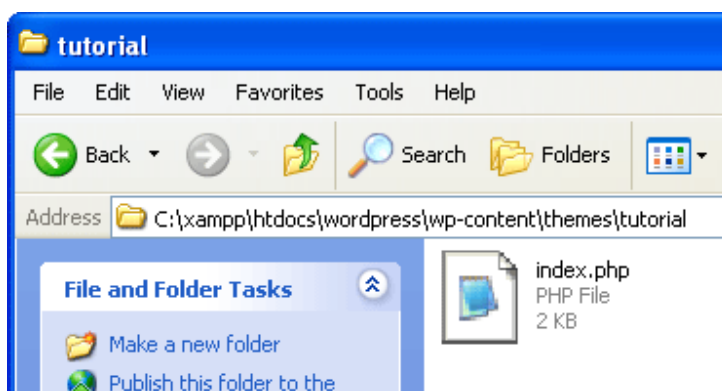 tutorial
File Edit View Favorites Tools Help
Back Search Folders
Address C:\xampp\htdocs\wordpress\wp-content\themes\tutorial
File and Folder Tasks
Make a new folder
Publish this folder to the
index.php
PHP File
2 KB